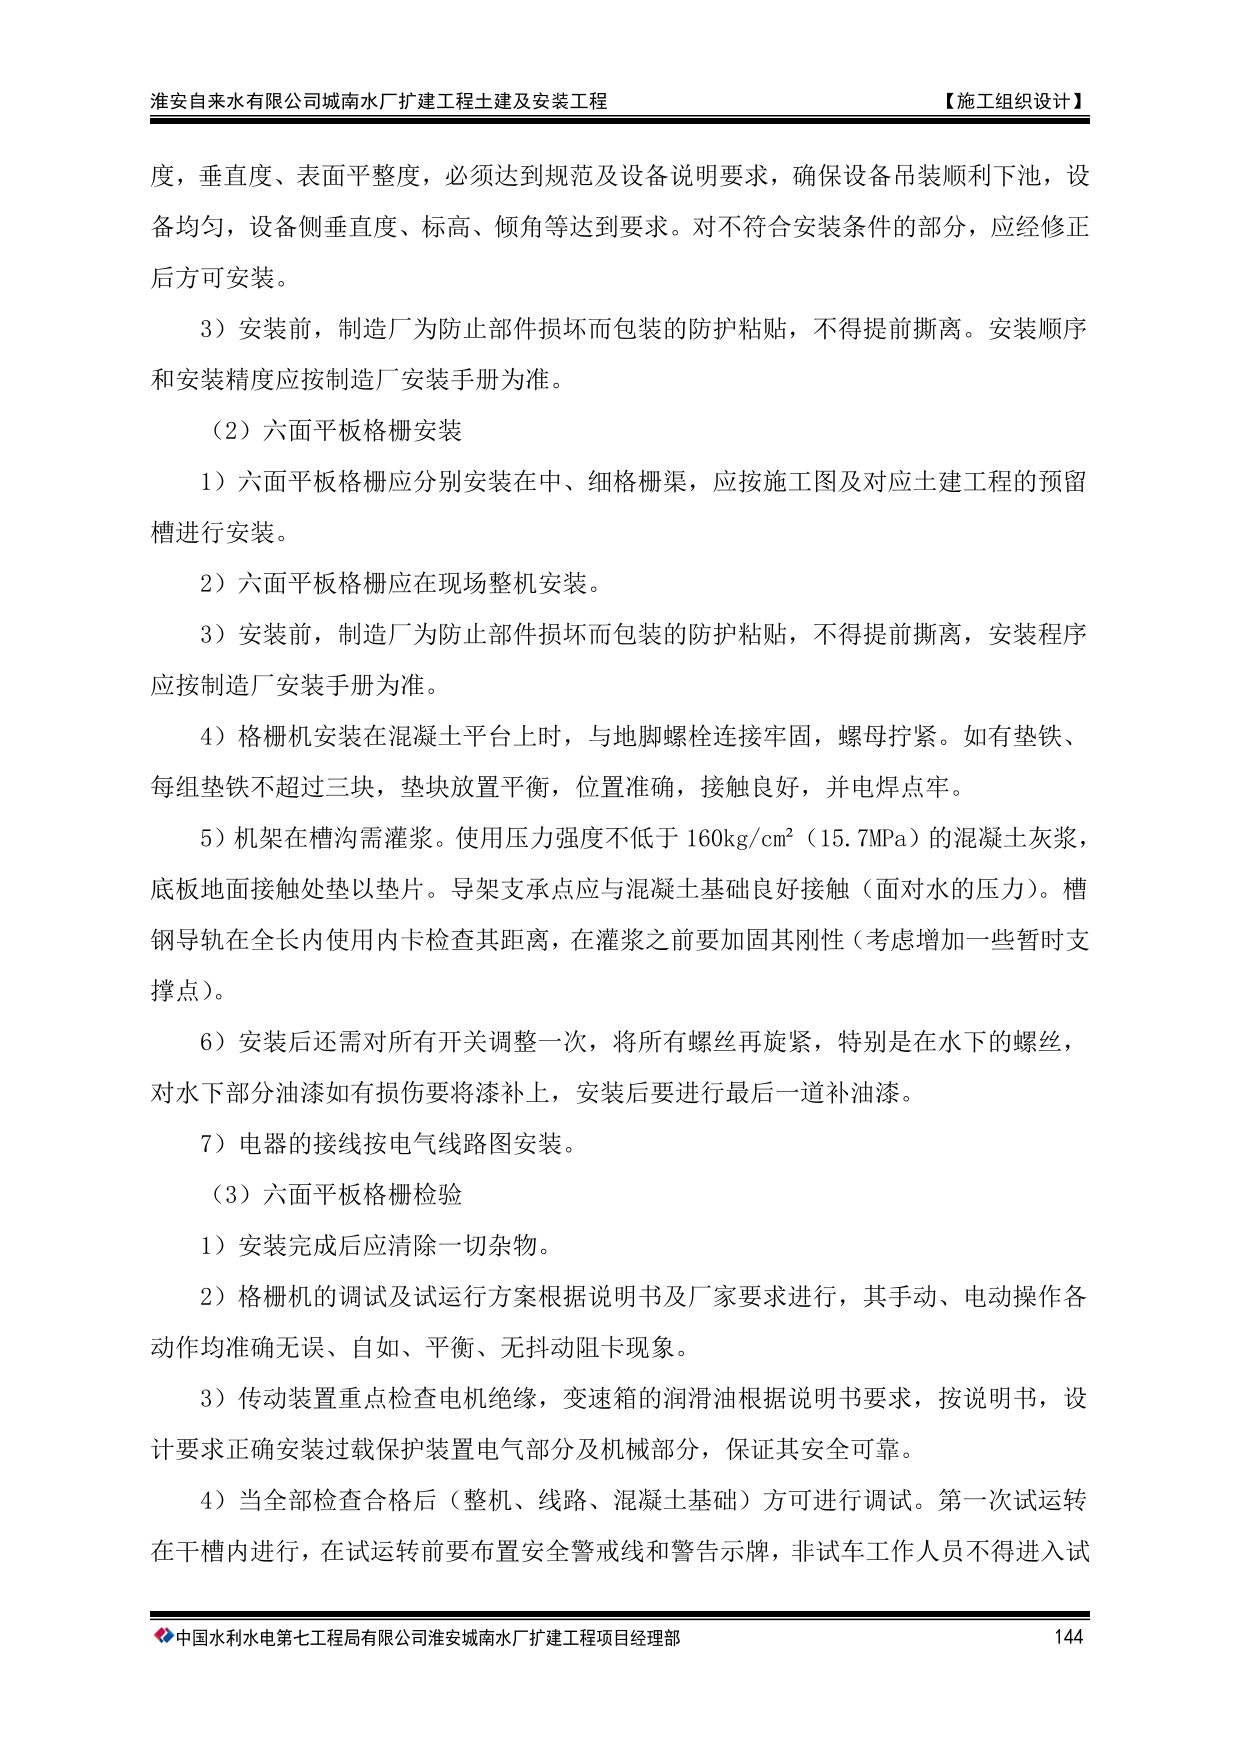 淮安自来水有限公司城南水厂扩建工程土建及安装工程 【施工组织设计】
度，垂直度、表面平整度，必须达到规范及设备说明要求，确保设备吊装顺利下池，设
备均匀，设备侧垂直度、标高、倾角等达到要求。对不符合安装条件的部分，应经修正
后方可安装。
3）安装前，制造厂为防止部件损坏而包装的防护粘贴，不得提前撕离。安装顺序
和安装精度应按制造厂安装手册为准。
（2）六面平板格栅安装
1）六面平板格栅应分别安装在中、细格栅渠，应按施工图及对应土建工程的预留
槽进行安装。
2）六面平板格栅应在现场整机安装。
3）安装前，制造厂为防止部件损坏而包装的防护粘贴，不得提前撕离，安装程序
应按制造厂安装手册为准。
4）格栅机安装在混凝土平台上时，与地脚螺栓连接牢固，螺母拧紧。如有垫铁、
每组垫铁不超过三块，垫块放置平衡，位置准确，接触良好，并电焊点牢。
5）机架在槽沟需灌浆。使用压力强度不低于 160kg/cm²（15.7MPa）的混凝土灰浆，
底板地面接触处垫以垫片。导架支承点应与混凝土基础良好接触（面对水的压力）。槽
钢导轨在全长内使用内卡检查其距离，在灌浆之前要加固其刚性（考虑增加一些暂时支
撑点）。
6）安装后还需对所有开关调整一次，将所有螺丝再旋紧，特别是在水下的螺丝，
对水下部分油漆如有损伤要将漆补上，安装后要进行最后一道补油漆。
7）电器的接线按电气线路图安装。
（3）六面平板格栅检验
1）安装完成后应清除一切杂物。
2）格栅机的调试及试运行方案根据说明书及厂家要求进行，其手动、电动操作各
动作均准确无误、自如、平衡、无抖动阻卡现象。
3）传动装置重点检查电机绝缘，变速箱的润滑油根据说明书要求，按说明书，设
计要求正确安装过载保护装置电气部分及机械部分，保证其安全可靠。
4）当全部检查合格后（整机、线路、混凝土基础）方可进行调试。第一次试运转
在干槽内进行，在试运转前要布置安全警戒线和警告示牌，非试车工作人员不得进入试
中国水利水电第七工程局有限公司淮安城南水厂扩建工程项目经理部 144